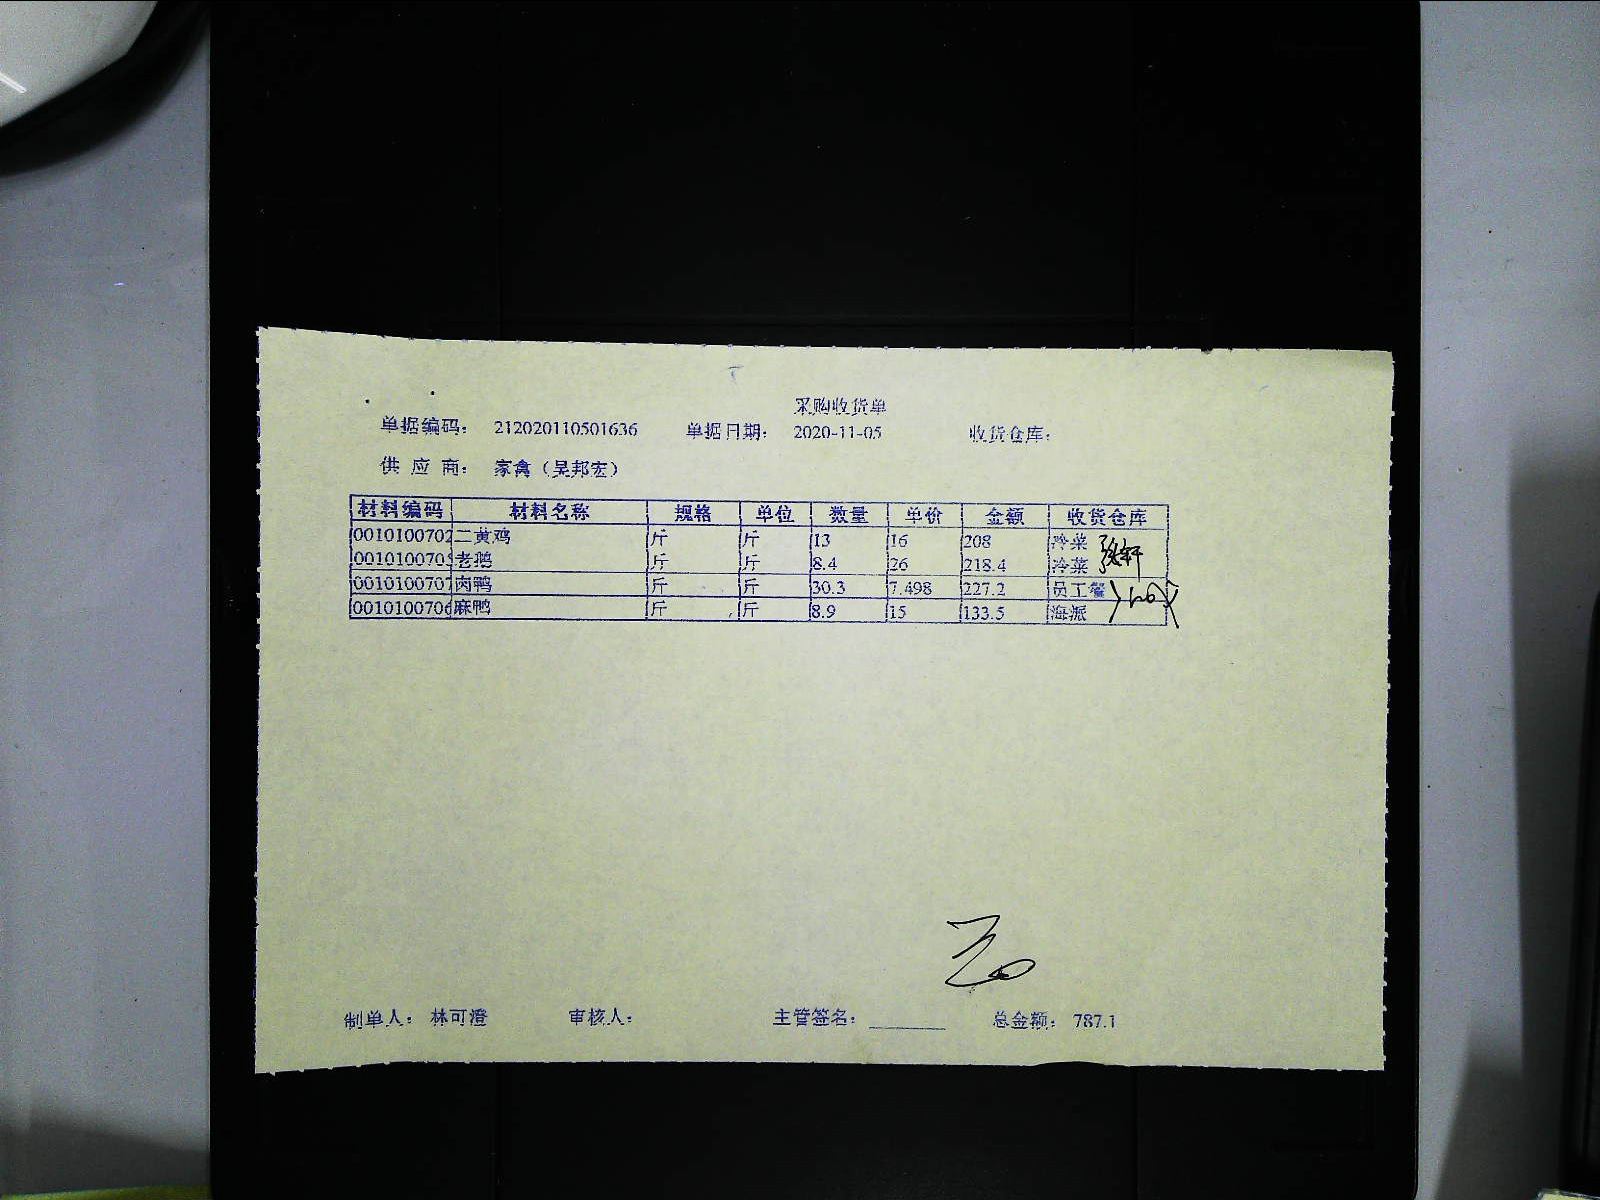 采购收货单
单据编码： 212020110501636 单据日期： 2020-11-05 收货仓库：
供 应 商： 家禽（吴邦宏）
材料编码 材料名称 规格 单位 数量 单价 金额 收货仓库
0010100702 二黄鸡 斤 斤 13 16 208 冷菜
0010100705 老鹅 斤 斤 8.4 26 218.4 冷菜
0010100707 肉鸭 斤 斤 30.3 7.498 227.2 员工餐
0010100706 麻鸭 斤 斤 8.9 15 133.5 海派
制单人： 林可澄 审核人： 主管签名： 总金额： 787.1